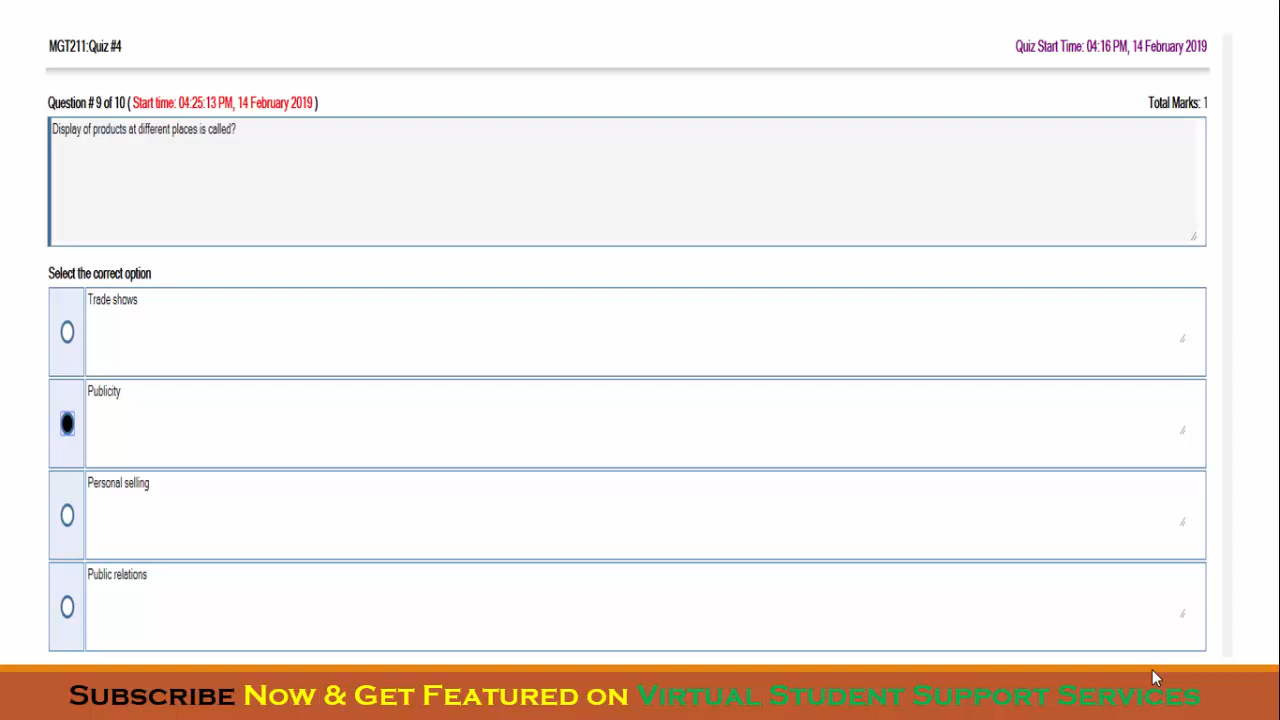 MGT211:Quiz #4
Quiz Start Time: 04:16 PM, 14 February 2019
Question # 9 of 10 ( Start time: 04:25:13 PM, 14 February 2019 )
Total Marks: 1
Display of products at different places is called?
Select the correct option
Trade shows
Publicity
Personal selling
Public relations
Subscribe Now & Get Featured on Virtual Student Support Services